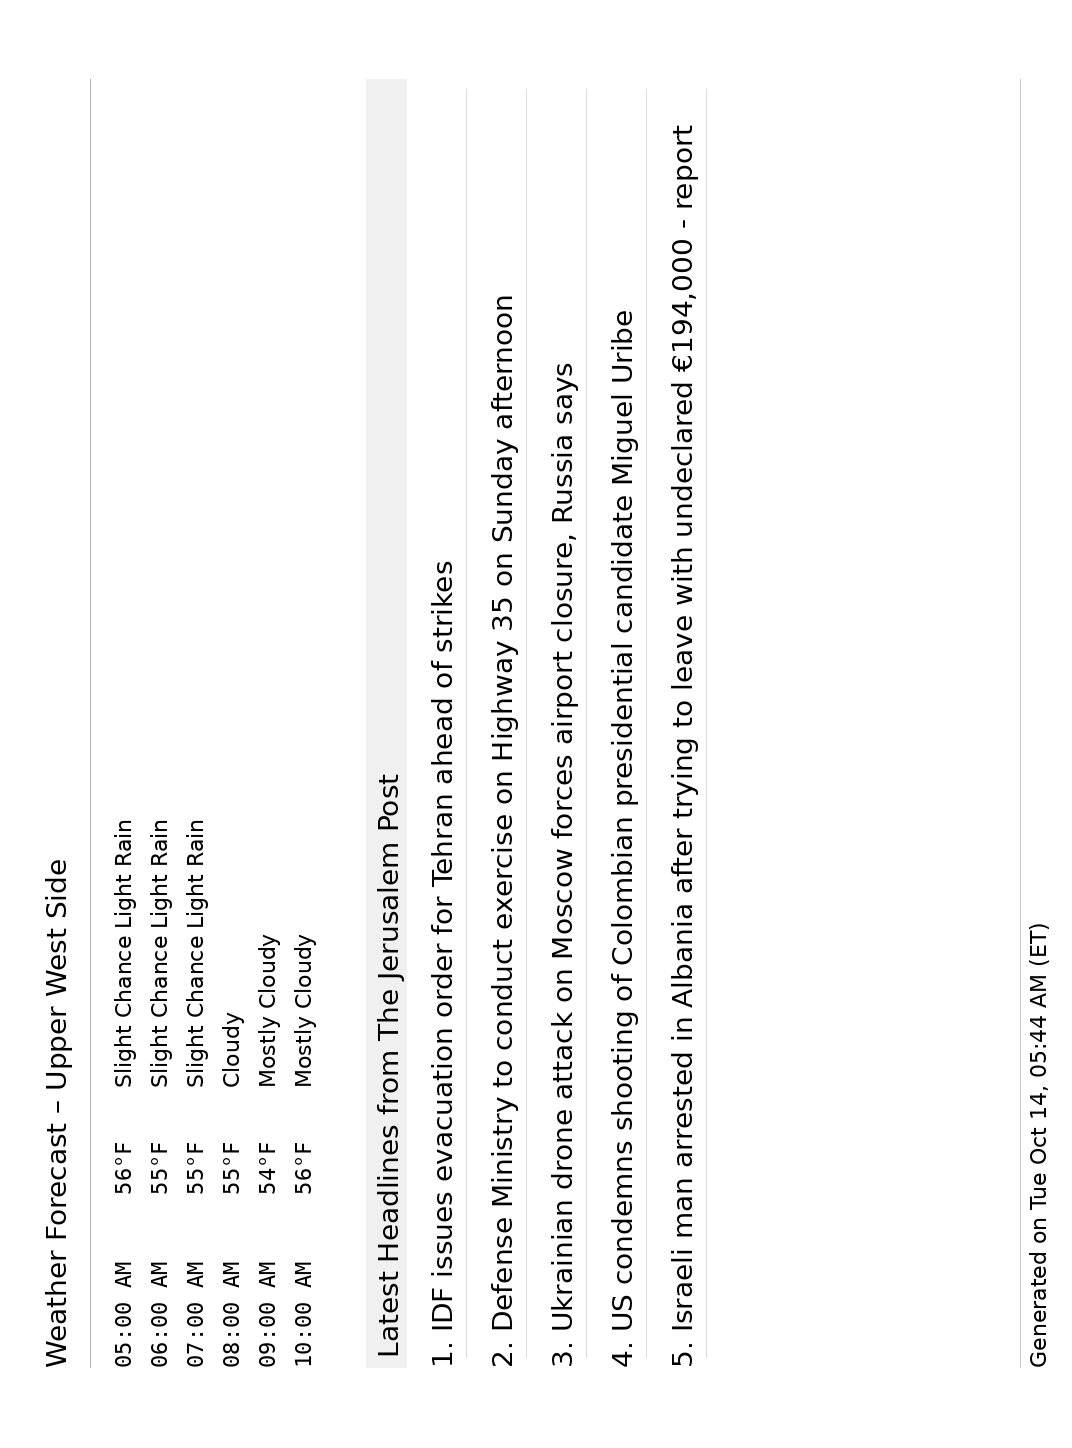 Weather Forecast – Upper West Side
05:00 AM 56°F Slight Chance Light Rain
06:00 AM 55°F Slight Chance Light Rain
07:00 AM 55°F Slight Chance Light Rain
08:00 AM 55°F Cloudy
09:00 AM 54°F Mostly Cloudy
10:00 AM 56°F Mostly Cloudy
Latest Headlines from The Jerusalem Post
1. IDF issues evacuation order for Tehran ahead of strikes
2. Defense Ministry to conduct exercise on Highway 35 on Sunday afternoon
3. Ukrainian drone attack on Moscow forces airport closure, Russia says
4. US condemns shooting of Colombian presidential candidate Miguel Uribe
5. Israeli man arrested in Albania after trying to leave with undeclared €194,000 - report
Generated on Tue Oct 14, 05:44 AM (ET)